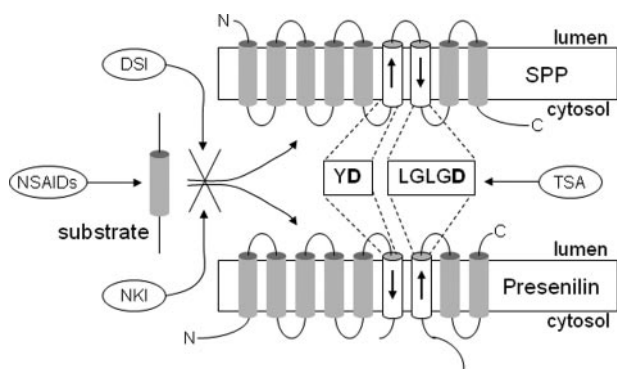 N
lumen
DSI
SPP
cytosol
C
NSAIDs
YD
LGLGD
TSA
substrate
C
lumen
NKI
Presenilin
cytosol
N